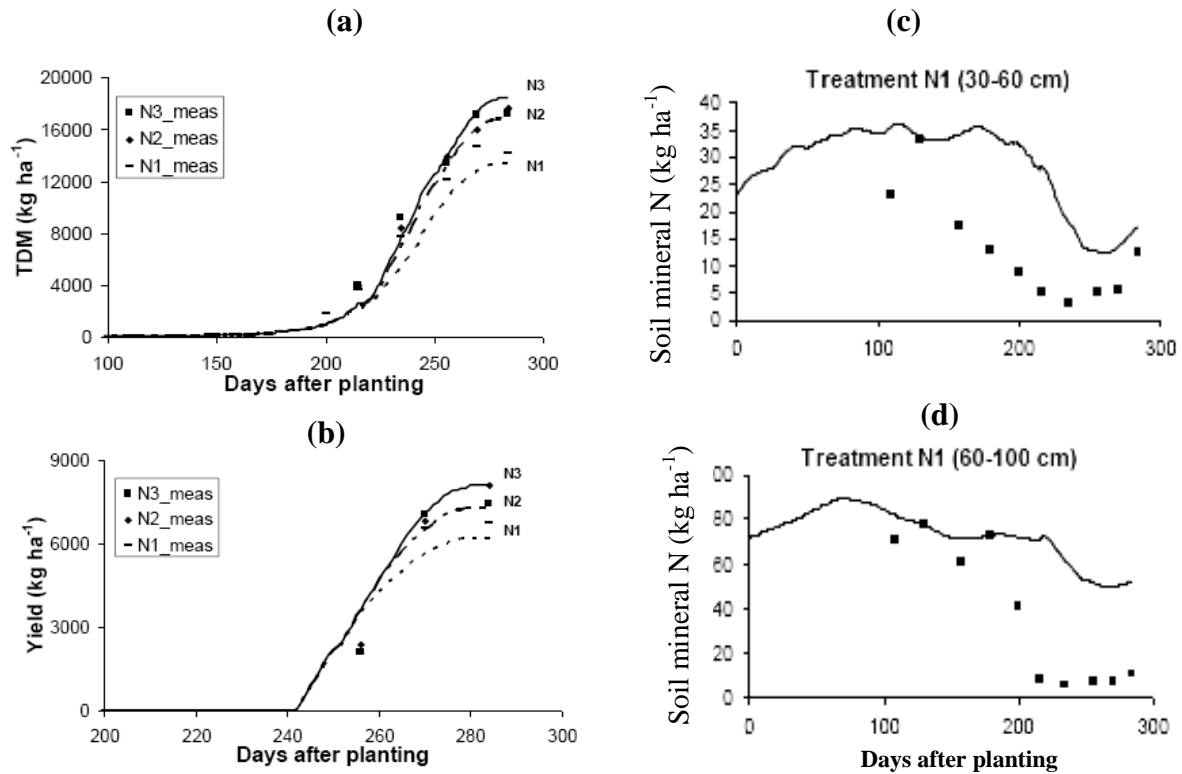 (a)
20000
16000
12000
8000
4000
0
TDM (kg ha-1)
N3_meas
N2_meas
N1_meas
N3
N2
N1
100 150 200 250 300
Days after planting
(c)
Treatment N1 (30-60 cm)
40
35
30
25
20
15
10
5
0
Soil mineral N (kg ha-1)
0 100 200 300
(b)
9000
6000
3000
0
Yield (kg ha-1)
N3_meas
N2_meas
N1_meas
N3
N2
N1
200 220 240 260 280 300
Days after planting
(d)
Treatment N1 (60-100 cm)
00
80
60
40
20
0
Soil mineral N (kg ha-1)
0 100 200 300
Days after planting